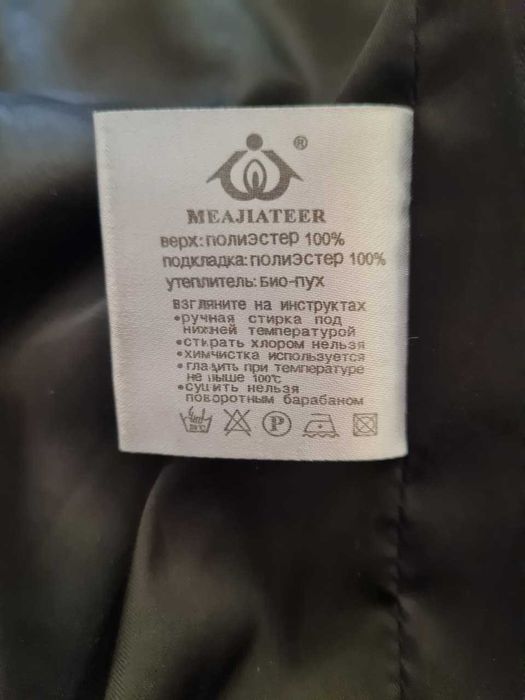 ®
MEAJIATEER
верх: ПОЛИЭСТЕР 100%
ПОДКЛАДКА: ПОЛИЭСТЕР 100%
УТЕПЛИТЕЛЬ: БИО-ПУХ
ВЗГЛЯНИТЕ НА ИНСТРУКТАХ
•РУЧНАЯ СТИРКА ПОД
НИЖНЕЙ ТЕМПЕРАТУРОЙ
•СТИРАТЬ ХЛОРОМ НЕЛЬЗЯ
•ХИМЧИСТКА ИСПОЛЬЗУЕТСЯ
•ГЛАДИТЬ ПРИ ТЕМПЕРАТУРЕ
НЕ ВЫШЕ 100℃
•СУШИТЬ НЕЛЬЗЯ
ПОВОРОТНЫМ БАРАБАНОМ
P